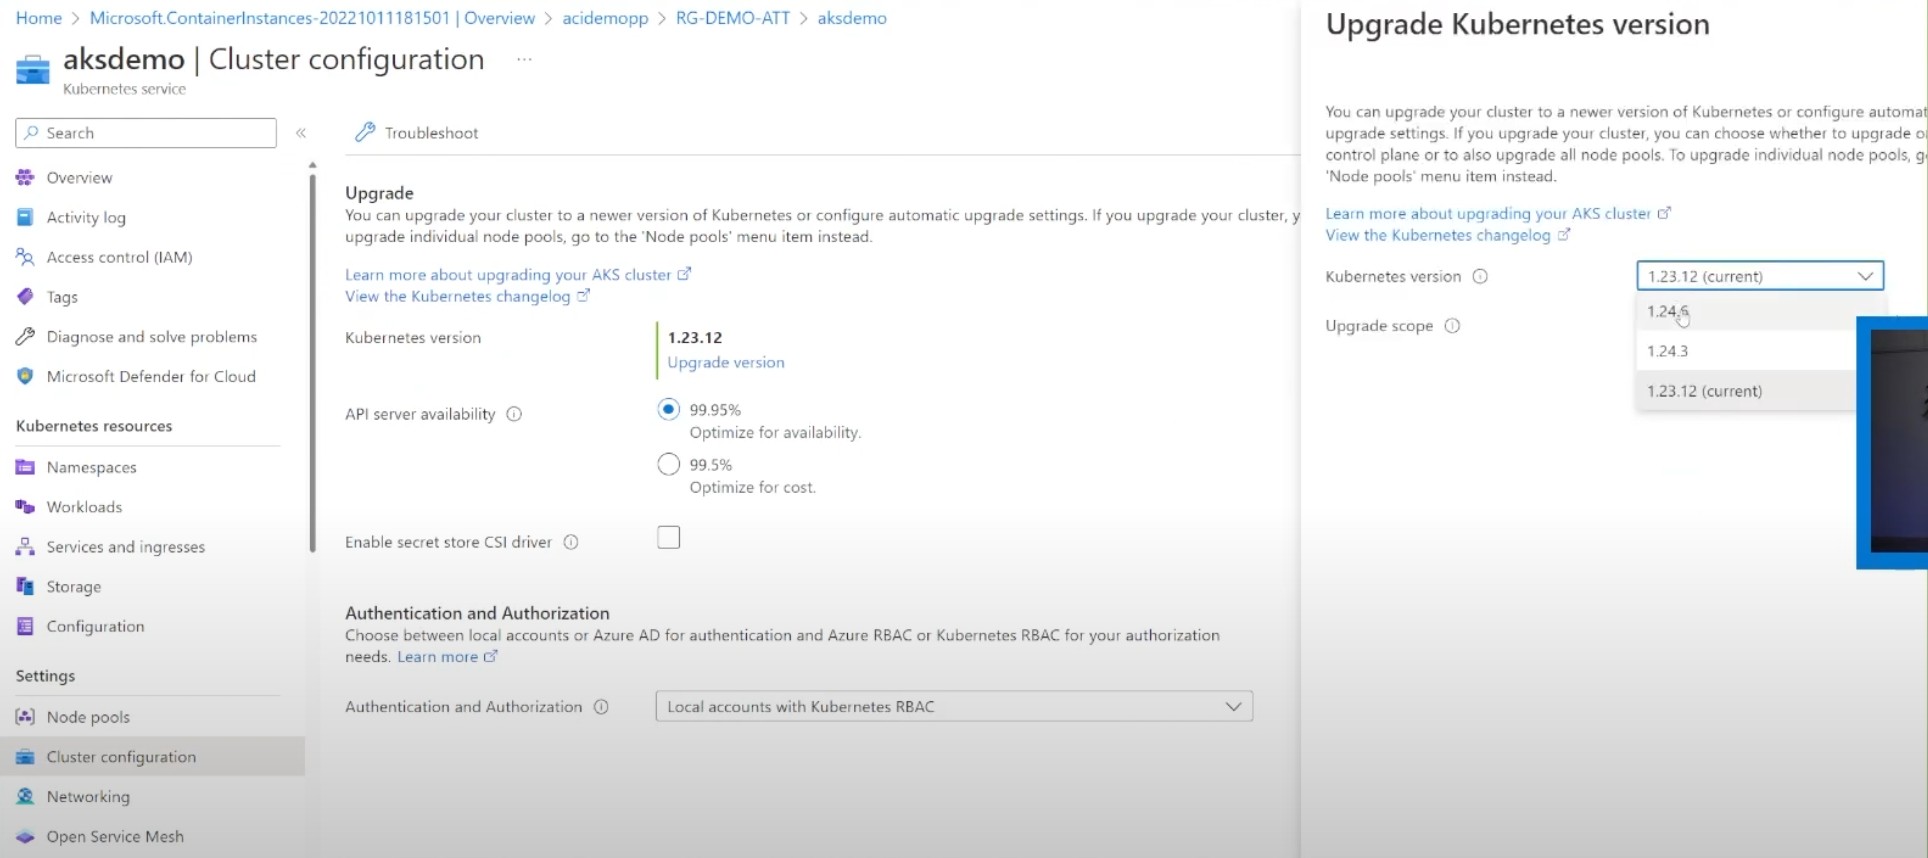 Home > Microsoft.ContainerInstances-20221011181501 | Overview > acidemopp > RG-DEMO-ATT > aksdemo
aksdemo | Cluster configuration ...
Kubernetes service
Search
«
Overview
Activity log
Access control (IAM)
Tags
Diagnose and solve problems
Microsoft Defender for Cloud
Kubernetes resources
Namespaces
Workloads
Services and ingresses
Storage
Configuration
Settings
Node pools
Cluster configuration
Networking
Open Service Mesh
Troubleshoot
Upgrade
You can upgrade your cluster to a newer version of Kubernetes or configure automatic upgrade settings. If you upgrade your cluster, y
upgrade individual node pools, go to the 'Node pools' menu item instead.
Learn more about upgrading your AKS cluster
View the Kubernetes changelog
Kubernetes version
1.23.12
Upgrade version
API server availability
99.95%
Optimize for availability.
99.5%
Optimize for cost.
Enable secret store CSI driver
Authentication and Authorization
Choose between local accounts or Azure AD for authentication and Azure RBAC or Kubernetes RBAC for your authorization
needs. Learn more
Authentication and Authorization
Local accounts with Kubernetes RBAC
Upgrade Kubernetes version
You can upgrade your cluster to a newer version of Kubernetes or configure automat
upgrade settings. If you upgrade your cluster, you can choose whether to upgrade o
control plane or to also upgrade all node pools. To upgrade individual node pools, g
'Node pools' menu item instead.
Learn more about upgrading your AKS cluster
View the Kubernetes changelog
Kubernetes version
1.23.12 (current)
1.24.6
1.24.3
1.23.12 (current)
Upgrade scope